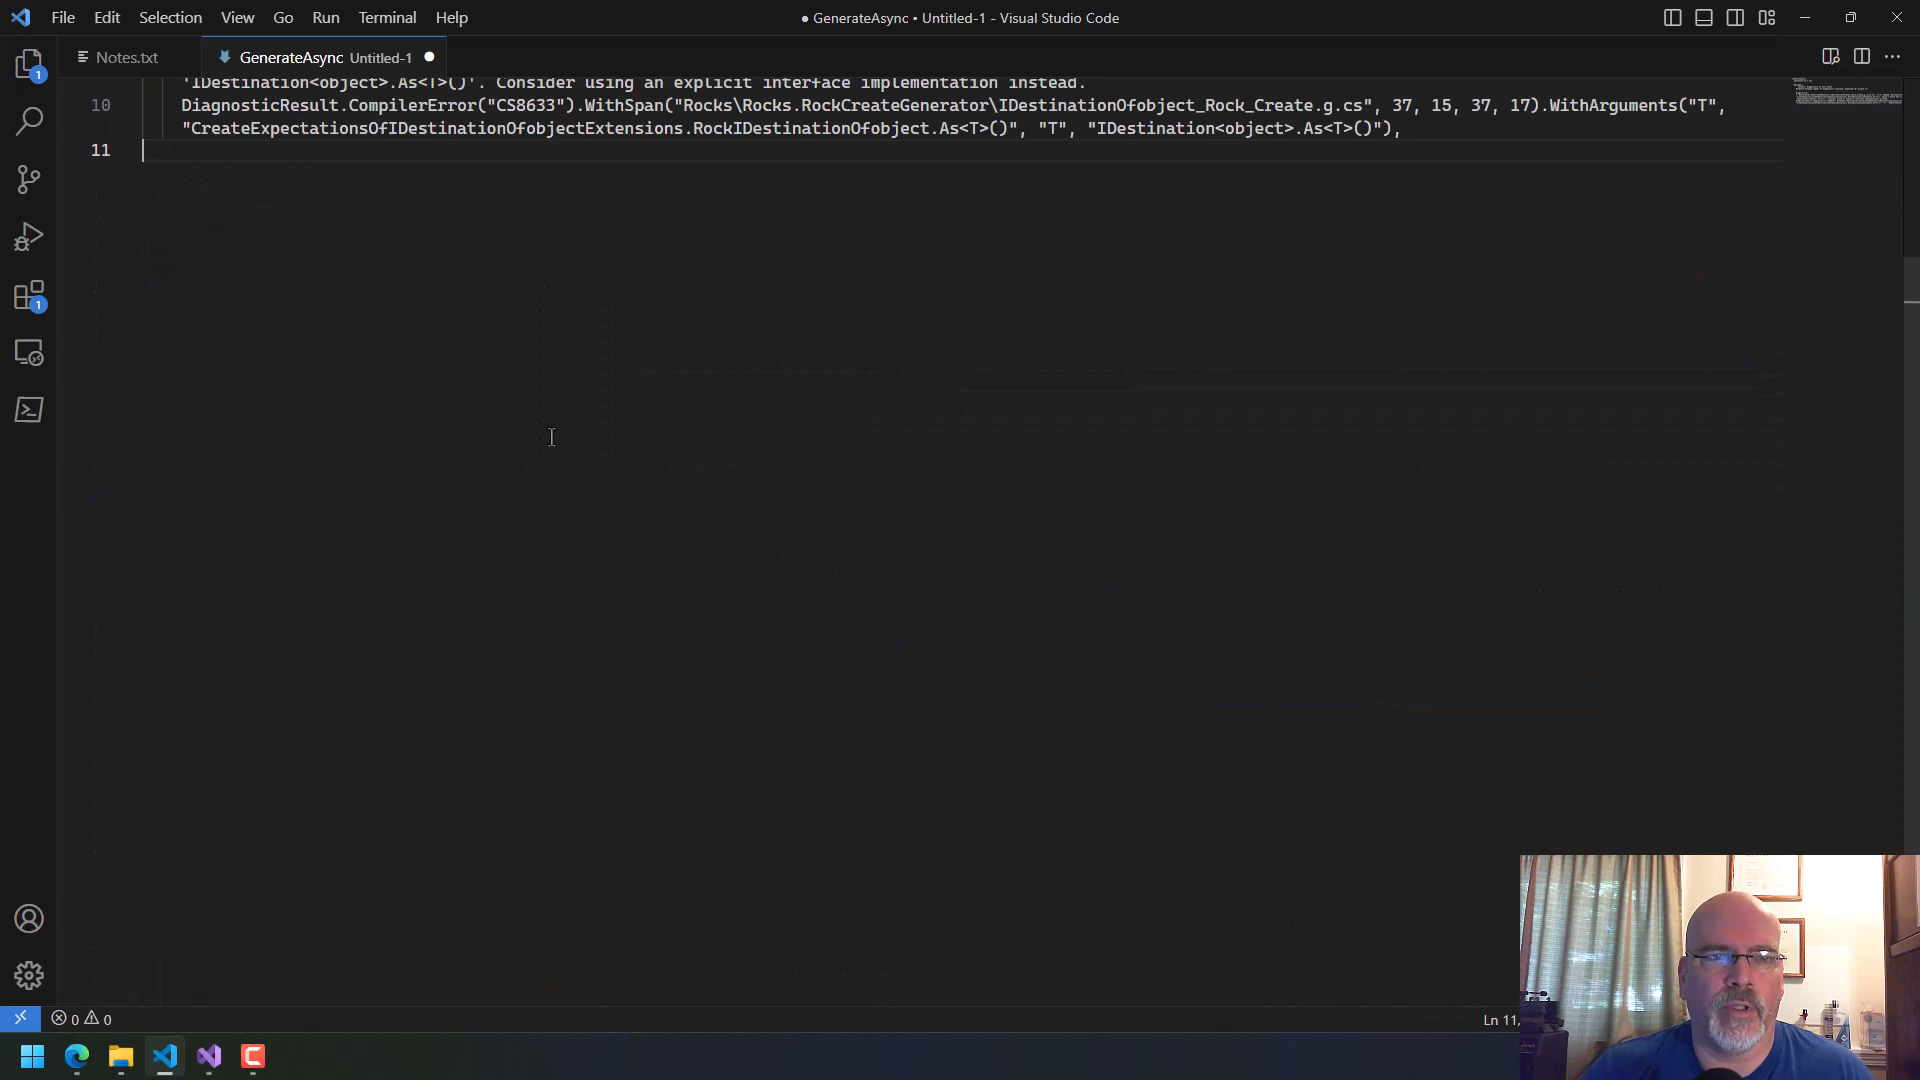 File Edit Selection View Go Run Terminal Help
● GenerateAsync • Untitled-1 - Visual Studio Code
Notes.txt
GenerateAsync Untitled-1
'IDestination<object>.As<T>()'. Consider using an explicit interface implementation instead.
10 DiagnosticResult.CompilerError("CS8633").WithSpan("Rocks\Rocks.RockCreateGenerator\IDestinationOfobject_Rock_Create.g.cs", 37, 15, 37, 17).WithArguments("T",
"CreateExpectationsOfIDestinationOfobjectExtensions.RockIDestinationOfobject.As<T>()", "T", "IDestination<object>.As<T>()"),
11
1
1
0 0
Ln 11,